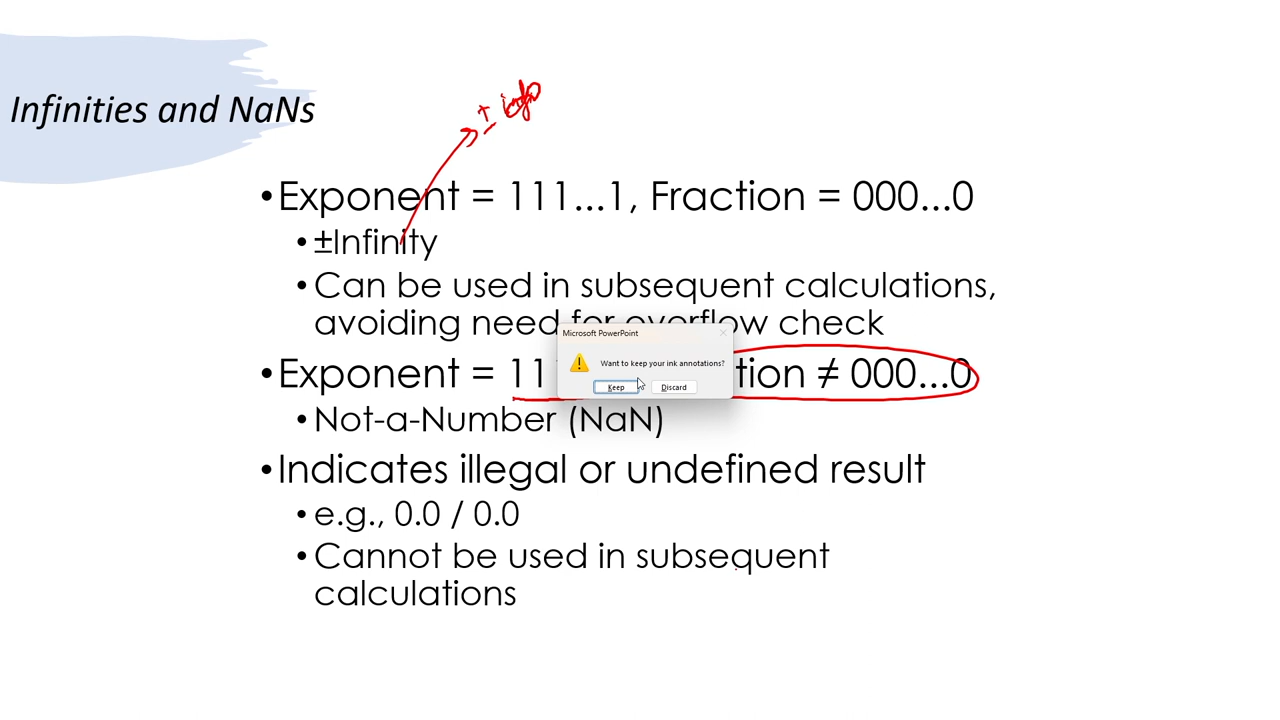 Infinities and NaNs
± info
•Exponent = 111...1, Fraction = 000...0
•±Infinity
•Can be used in subsequent calculations,
avoiding need for overflow check
Microsoft PowerPoint
Want to keep your ink annotations?
Keep Discard
•Exponent = 11 tion ≠ 000...0
•Not-a-Number (NaN)
•Indicates illegal or undefined result
•e.g., 0.0 / 0.0
•Cannot be used in subsequent
calculations